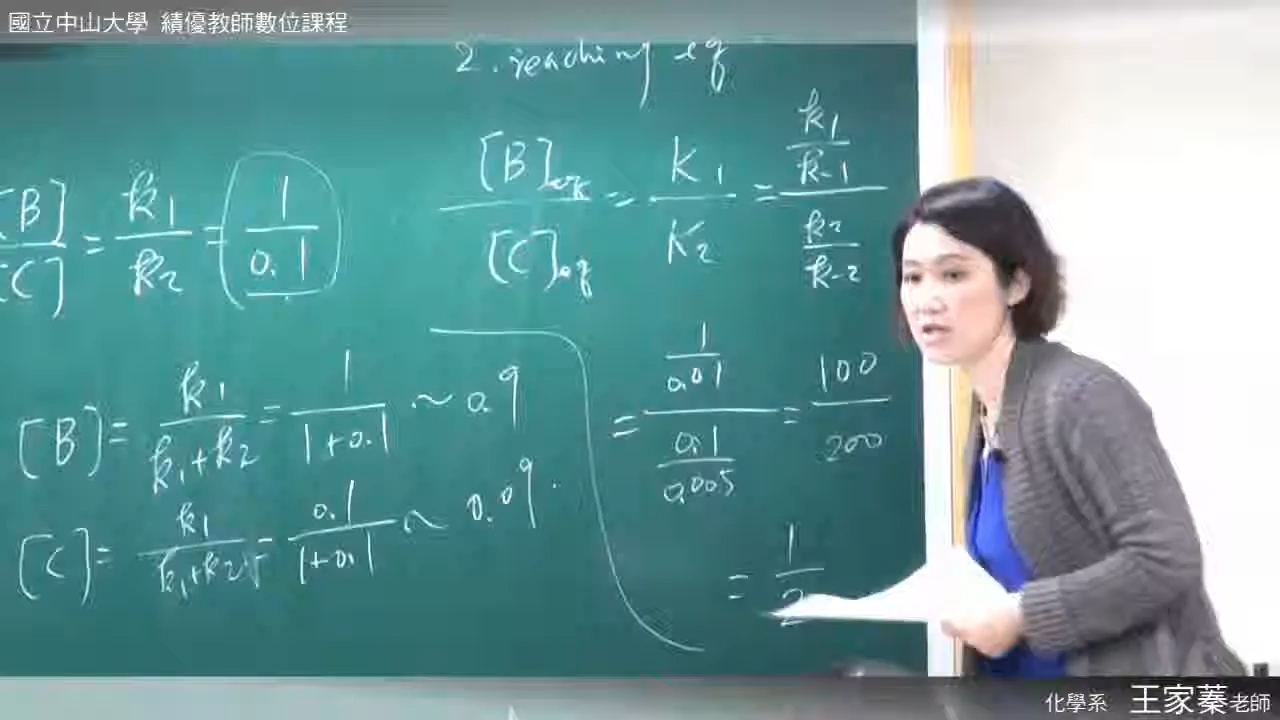 國立中山大學 績優教師數位課程
2. reaching eq
[B]/[C] = k1/k2 = 1/0.1
[B]eq/[C]eq = K1/K2 = (k1/k-1)/(k2/k-2)
= (1/0.01)/(0.1/0.005) = 100/200
= 1/2
[B] = k1/(k1+k2) = 1/(1+0.1) ~ 0.9
[C] = k1/(k1+k2) = 0.1/(1+0.1) ~ 0.09.
化學系 王家蓁老師